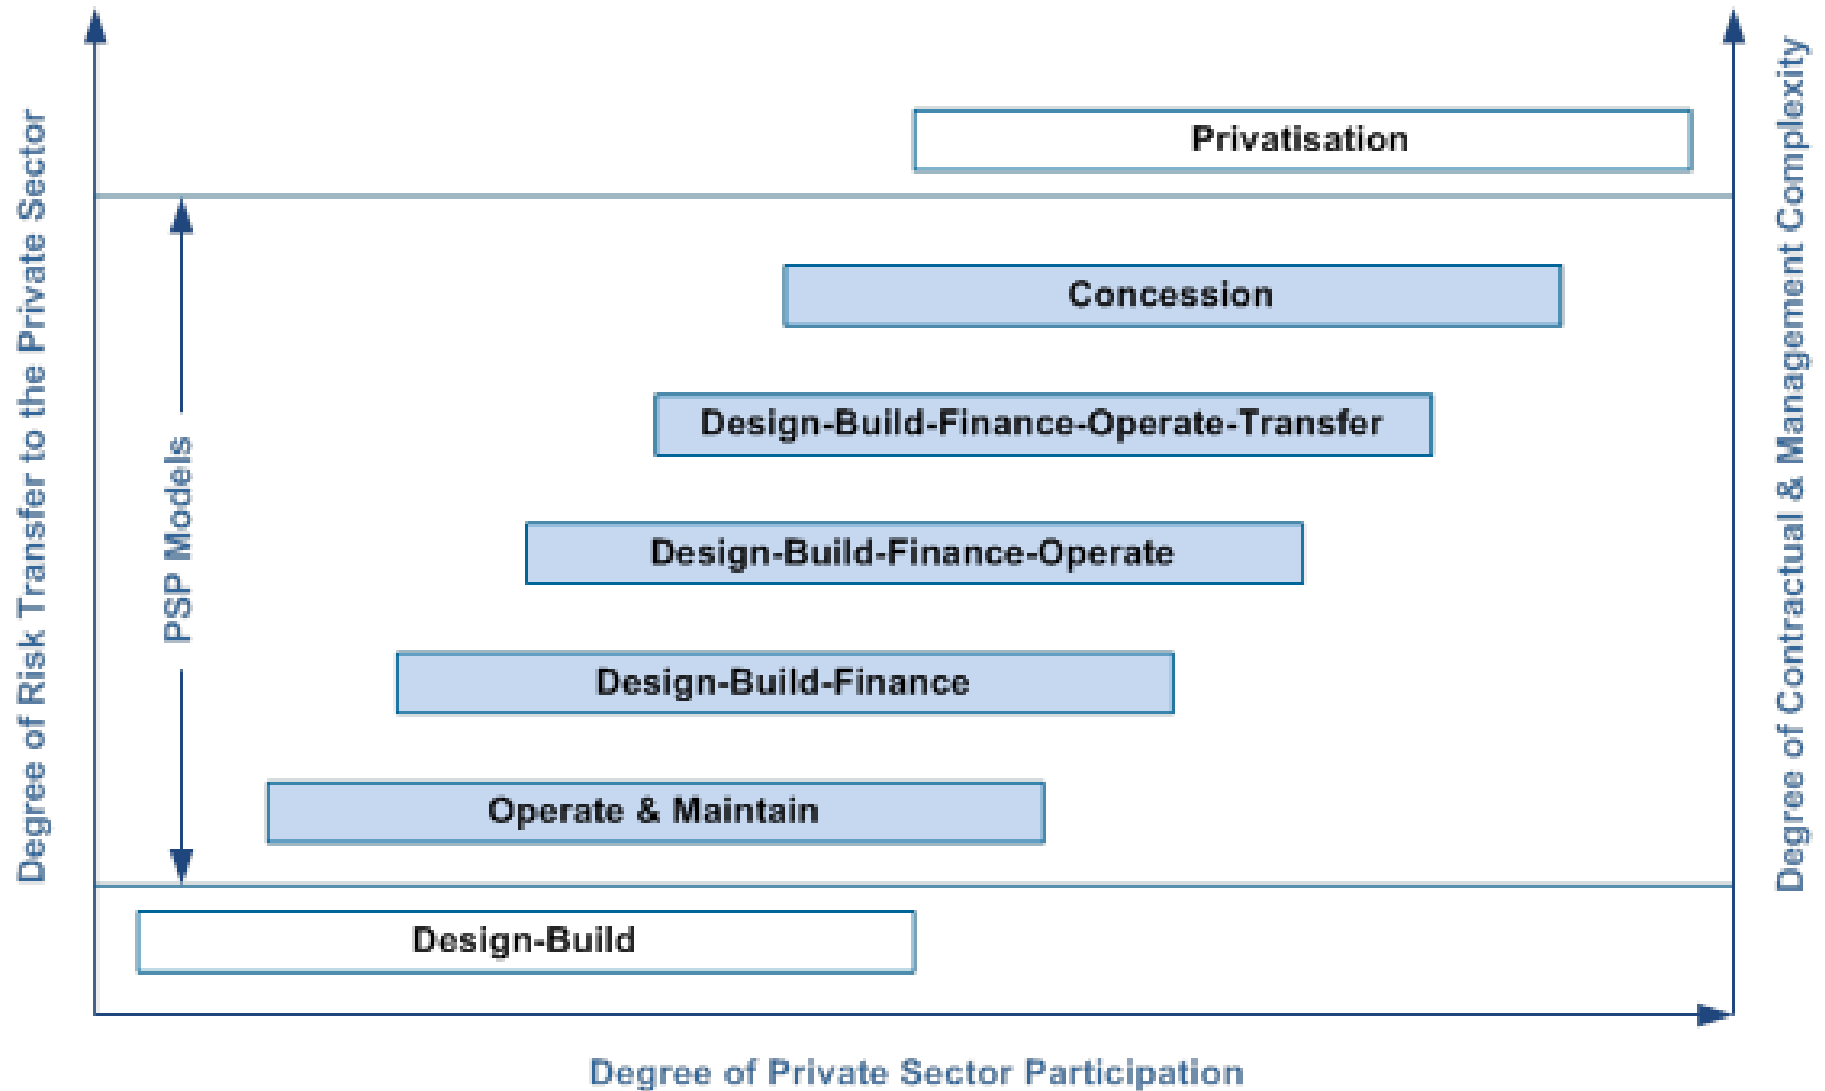 Privatisation
Concession
Design-Build-Finance-Operate-Transfer
Design-Build-Finance-Operate
Design-Build-Finance
Operate & Maintain
Design-Build
PSP Models
Degree of Risk Transfer to the Private Sector
Degree of Contractual & Management Complexity
Degree of Private Sector Participation